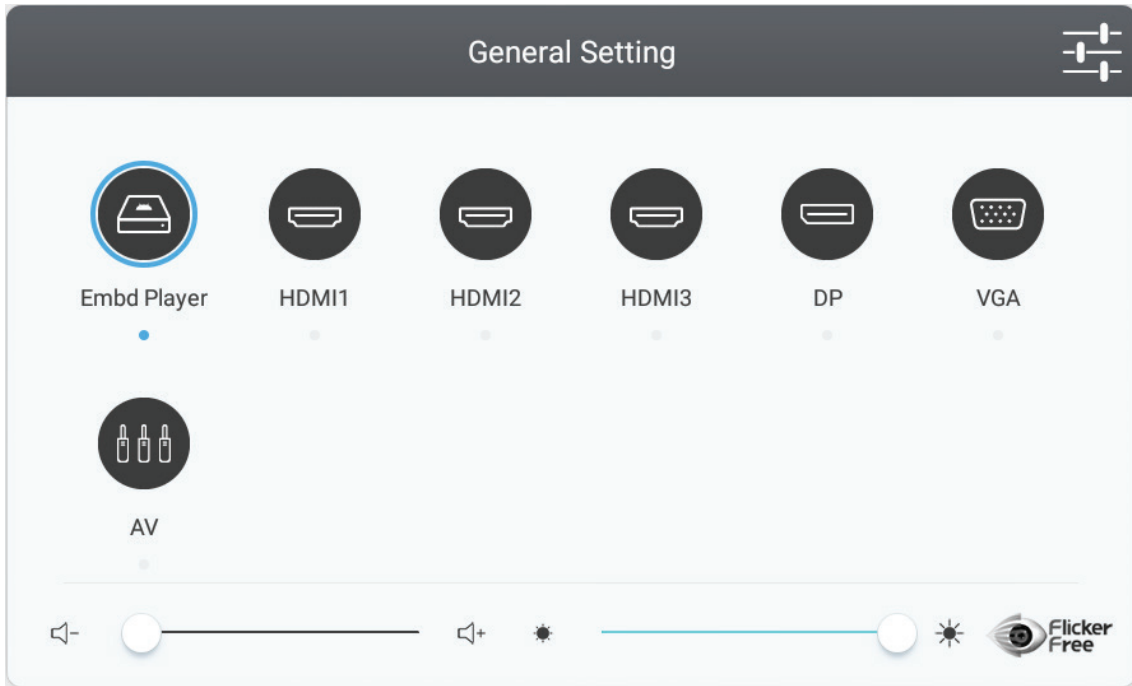 General Setting
Embd Player HDMI1 HDMI2 HDMI3 DP VGA
AV
Flicker
Free